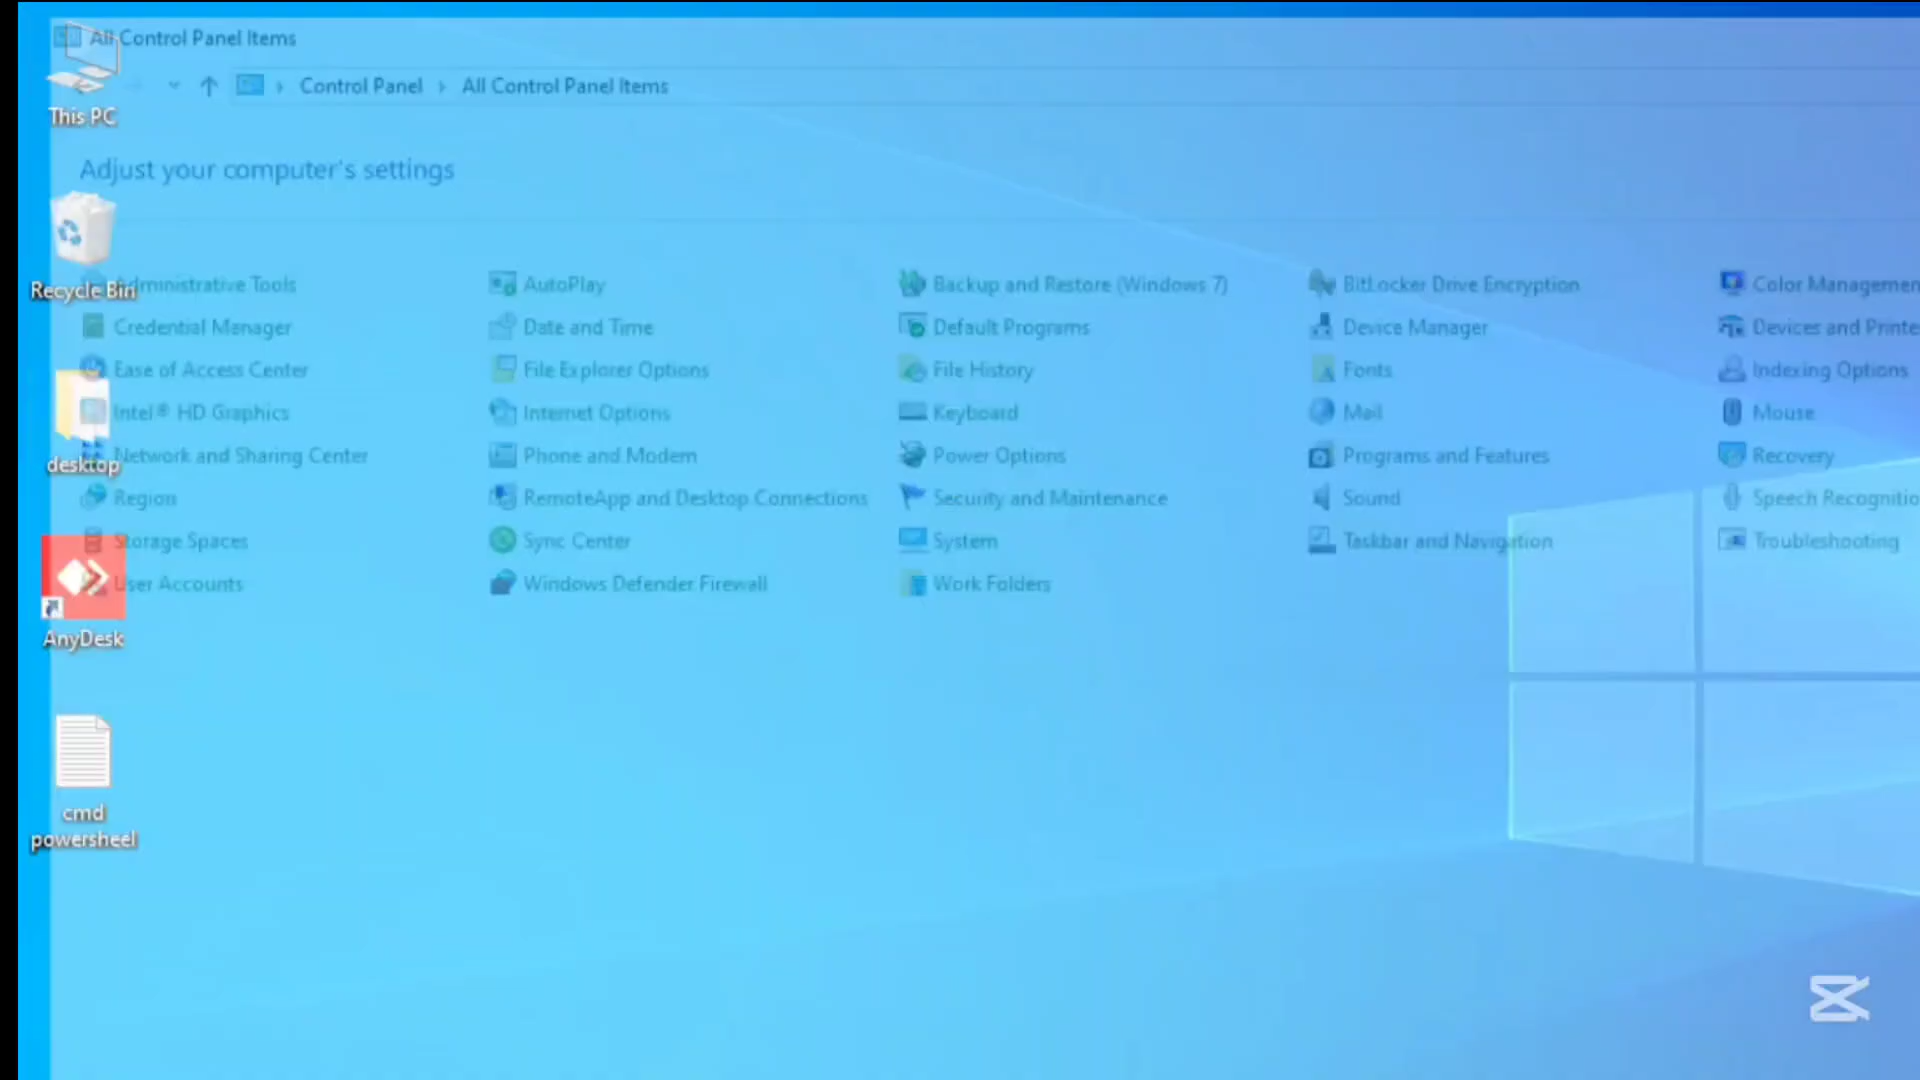 All Control Panel Items
Control Panel > All Control Panel Items
This PC
Adjust your computer's settings
Recycle Bin
Administrative Tools
AutoPlay
Backup and Restore (Windows 7)
BitLocker Drive Encryption
Color Managemen
Credential Manager
Date and Time
Default Programs
Device Manager
Devices and Printe
Ease of Access Center
File Explorer Options
File History
Fonts
Indexing Options
Intel® HD Graphics
Internet Options
Keyboard
Mail
Mouse
desktop
Network and Sharing Center
Phone and Modem
Power Options
Programs and Features
Recovery
Region
RemoteApp and Desktop Connections
Security and Maintenance
Sound
Speech Recognitio
Storage Spaces
Sync Center
System
Taskbar and Navigation
Troubleshooting
User Accounts
Windows Defender Firewall
Work Folders
AnyDesk
cmd
powersheel